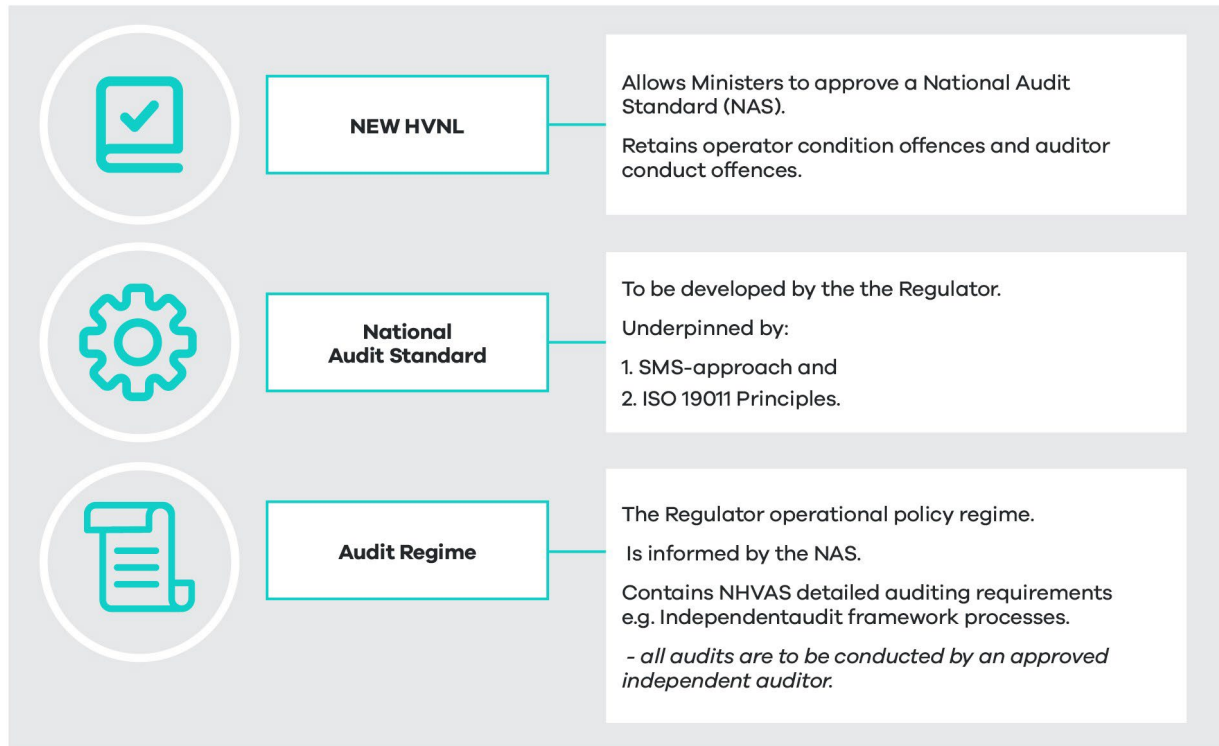 NEW HVNL
Allows Ministers to approve a National Audit
Standard (NAS).
Retains operator condition offences and auditor
conduct offences.
National
Audit Standard
To be developed by the the Regulator.
Underpinned by:
1. SMS-approach and
2. ISO 19011 Principles.
Audit Regime
The Regulator operational policy regime.
Is informed by the NAS.
Contains NHVAS detailed auditing requirements
e.g. Independentaudit framework processes.
- all audits are to be conducted by an approved
independent auditor.